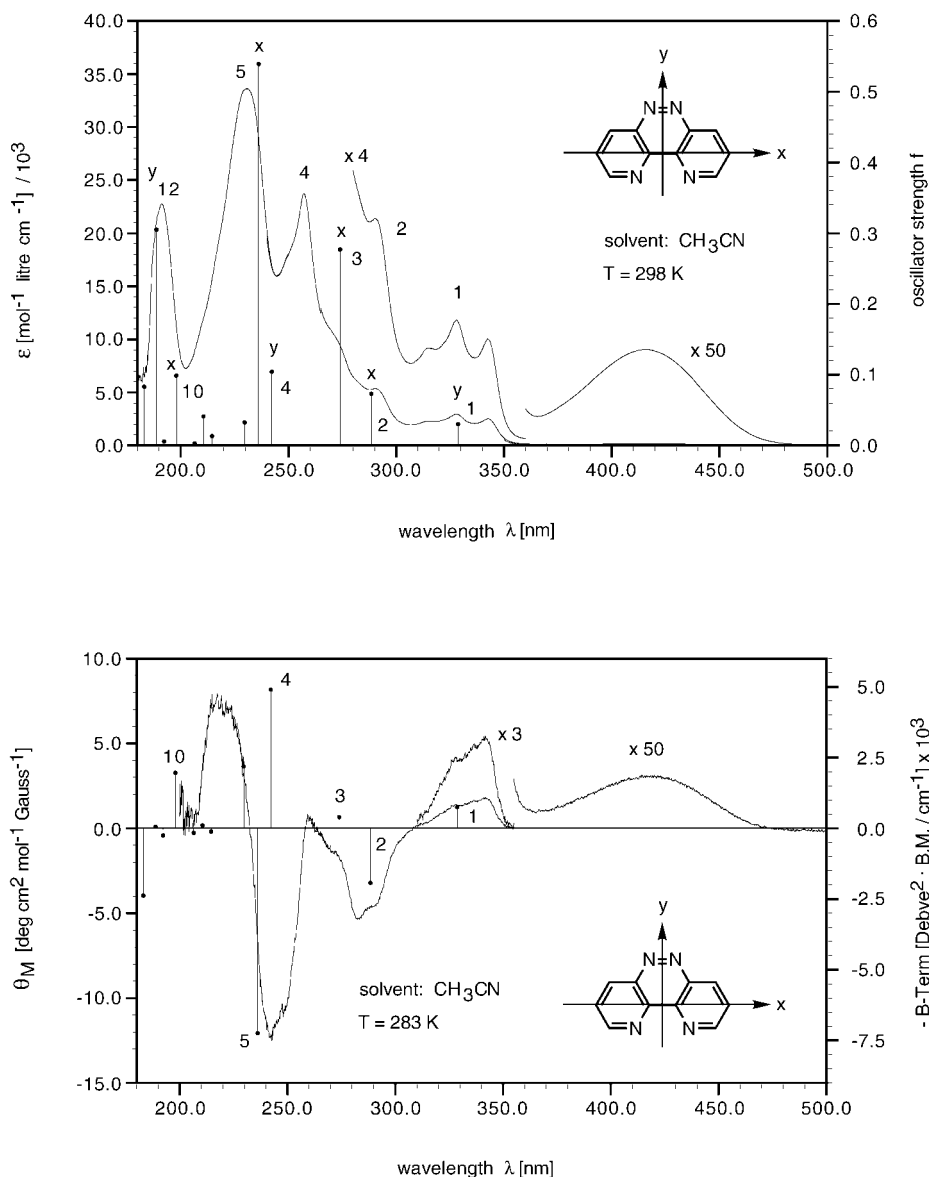 40.0
35.0
30.0
25.0
20.0
15.0
10.0
5.0
0.0
ε [mol⁻¹ litre cm⁻¹] / 10³
0.6
0.5
0.4
0.3
0.2
0.1
0.0
oscillator strength f
x
5
y
12
4
x 4
x
3
2
1
x 50
y
4
x
10
x
2
y
1
y
N=N
x
N N
solvent: CH₃CN
T = 298 K
200.0 250.0 300.0 350.0 400.0 450.0 500.0
wavelength λ [nm]
10.0
5.0
0.0
-5.0
-10.0
-15.0
θM [deg cm2 mol⁻¹ Gauss⁻¹]
5.0
2.5
0.0
-2.5
-5.0
-7.5
- B-Term [Debye² · B.M. / cm⁻¹] x 10³
4
10
3
x 3
x 50
1
2
5
solvent: CH₃CN
T = 283 K
y
N=N
x
N N
200.0 250.0 300.0 350.0 400.0 450.0 500.0
wavelength λ [nm]